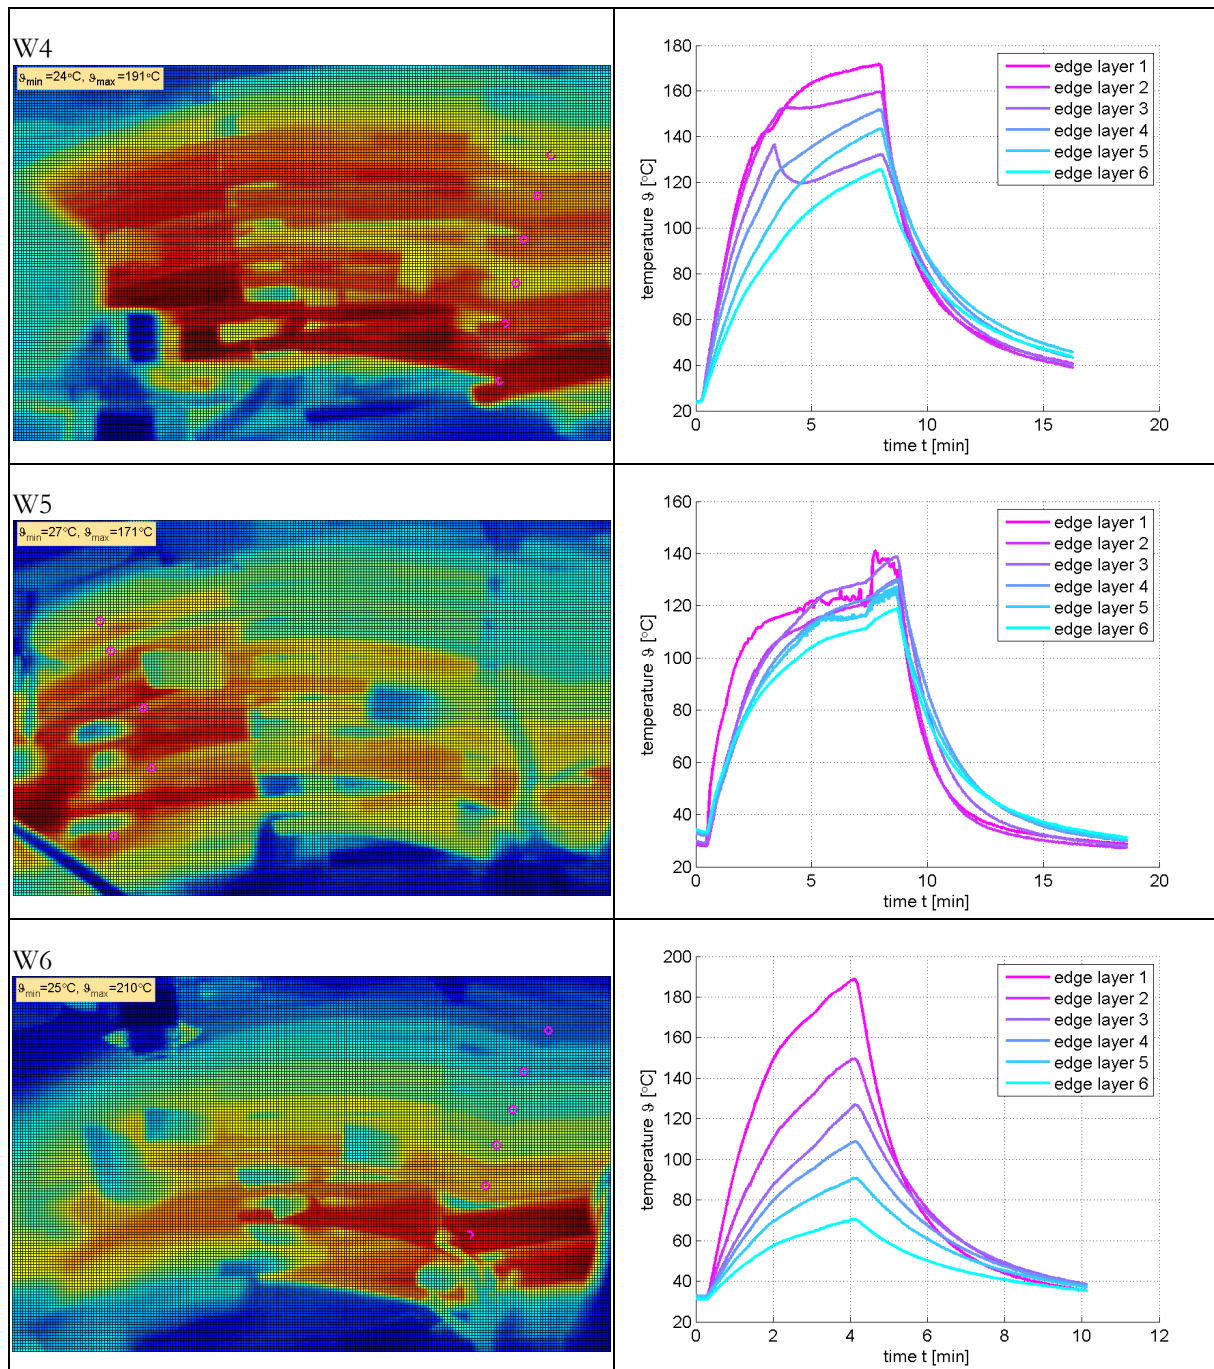 W4
ϑmin =24°C, ϑmax=191°C
180
160
140
120
100
80
60
40
20
temperature ϑ [°C]
edge layer 1
edge layer 2
edge layer 3
edge layer 4
edge layer 5
edge layer 6
0 5 10 15 20
time t [min]
W5
ϑmin=27°C, ϑmax=171°C
160
140
120
100
80
60
40
20
temperature ϑ [°C]
edge layer 1
edge layer 2
edge layer 3
edge layer 4
edge layer 5
edge layer 6
0 5 10 15 20
time t [min]
W6
ϑmin=25°C, ϑmax=210°C
200
180
160
140
120
100
80
60
40
20
temperature ϑ [°C]
edge layer 1
edge layer 2
edge layer 3
edge layer 4
edge layer 5
edge layer 6
0 2 4 6 8 10 12
time t [min]